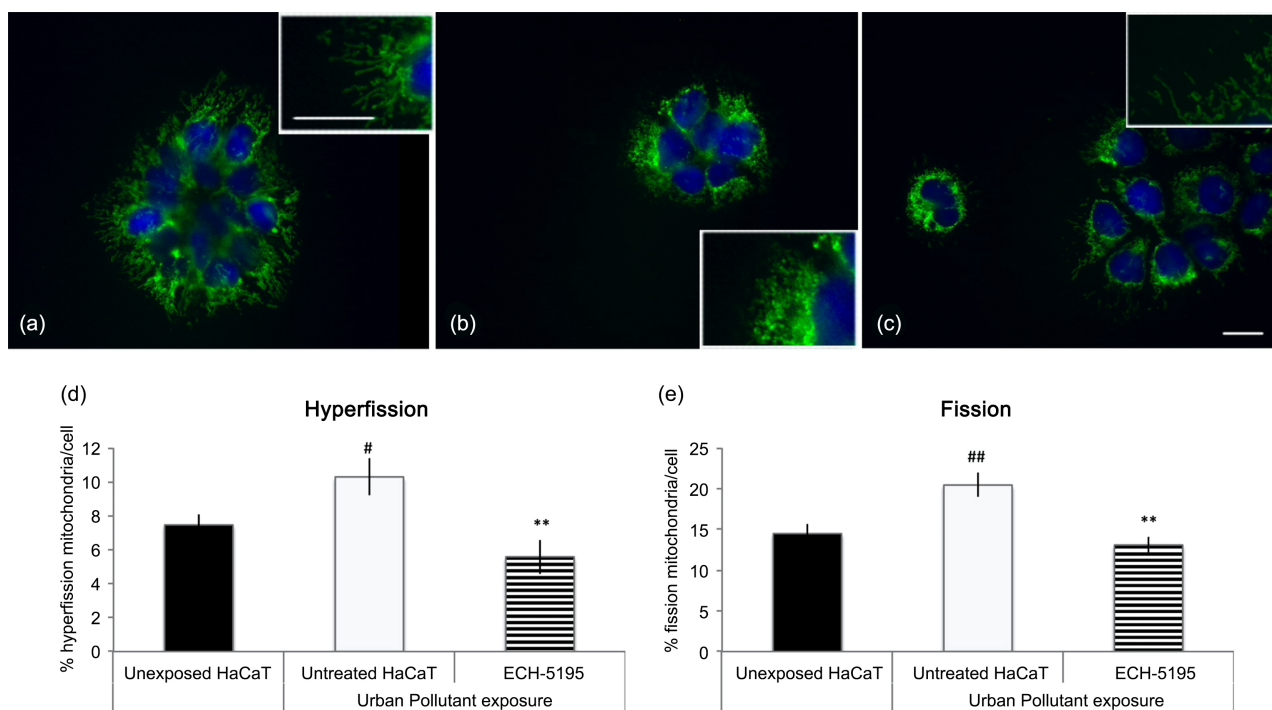 (a)
(b)
(c)
(d)
Hyperfission
% hyperfission mitochondria/cell
12
10
8
6
4
2
0
#
**
Unexposed HaCaT
Untreated HaCaT
ECH-5195
Urban Pollutant exposure
(e)
Fission
% fission mitochondria/cell
25
20
15
10
5
0
##
**
Unexposed HaCaT
Untreated HaCaT
ECH-5195
Urban Pollutant exposure